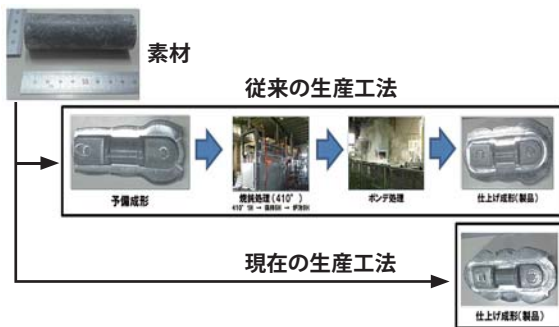 素材
従来の生産工法
予備成形
焼鈍処理(410°)
ボンデ処理
仕上げ成形(製品)
現在の生産工法
仕上げ成形(製品)